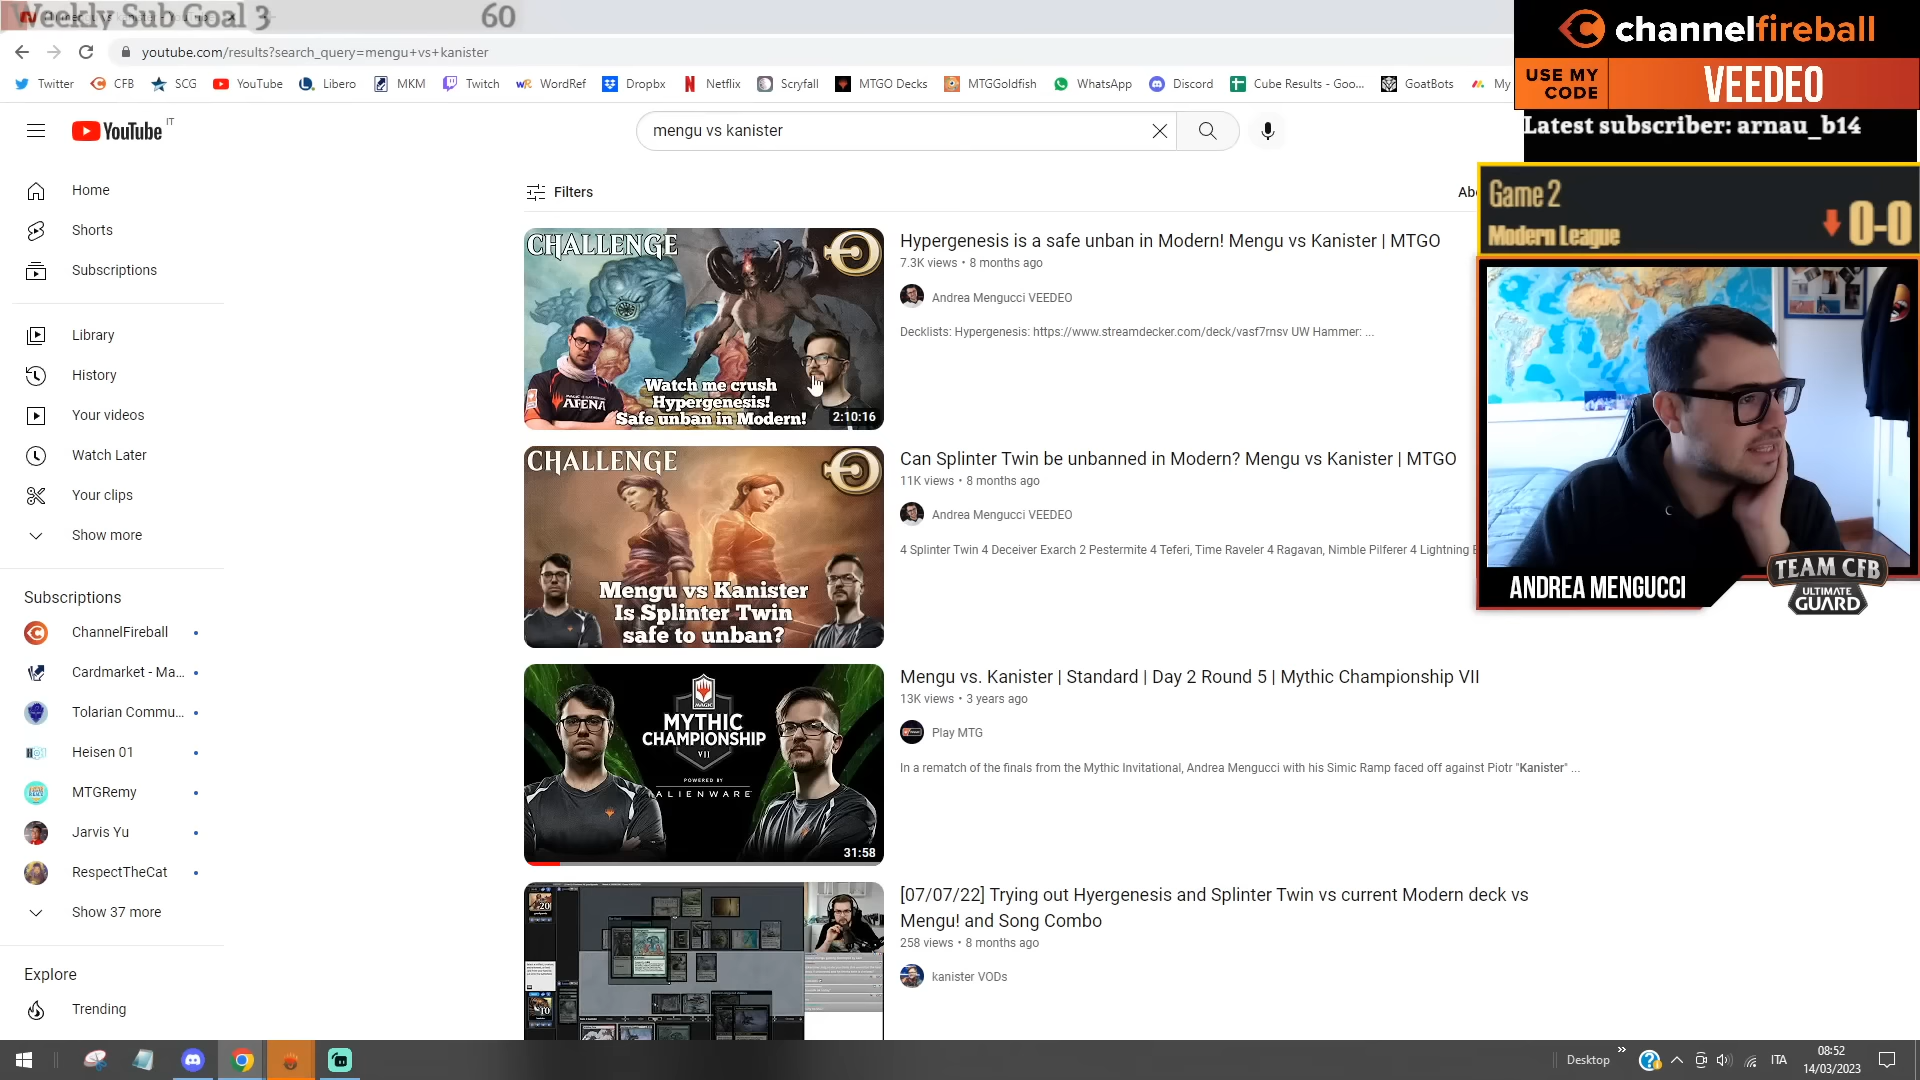 Weekly Sub Goal 3 60
channelfireball
USE MY CODE VEEDEO
Latest subscriber: arnau_b14
youtube.com/results?search_query=mengu+vs+kanister
Twitter CFB SCG YouTube Libero MKM Twitch WordRef Dropbx Netflix Scryfall MTGO Decks MTGGoldfish WhatsApp Discord Cube Results - Goo... GoatBots My
YouTube IT
mengu vs kanister
Home
Shorts
Subscriptions
Library
History
Your videos
Watch Later
Your clips
Show more
Subscriptions
ChannelFireball
Cardmarket - Ma...
Tolarian Commu...
Heisen 01
MTGRemy
Jarvis Yu
RespectTheCat
Show 37 more
Explore
Trending
Filters
CHALLENGE
ARENA
Watch me crush
Hypergenesis!
Safe unban in Modern!
2:10:16
Hypergenesis is a safe unban in Modern! Mengu vs Kanister | MTGO
7.3K views • 8 months ago
Andrea Mengucci VEEDEO
Decklists: Hypergenesis: https://www.streamdecker.com/deck/vasf7rnsv UW Hammer: ...
CHALLENGE
Mengu vs Kanister
Is Splinter Twin
safe to unban?
Can Splinter Twin be unbanned in Modern? Mengu vs Kanister | MTGO
11K views • 8 months ago
Andrea Mengucci VEEDEO
4 Splinter Twin 4 Deceiver Exarch 2 Pestermite 4 Teferi, Time Raveler 4 Ragavan, Nimble Pilferer 4 Lightning
MAGIC
MYTHIC
CHAMPIONSHIP
VII
POWERED BY
ALIENWARE
31:58
Mengu vs. Kanister | Standard | Day 2 Round 5 | Mythic Championship VII
13K views • 3 years ago
Play MTG
In a rematch of the finals from the Mythic Invitational, Andrea Mengucci with his Simic Ramp faced off against Piotr "Kanister" ...
[07/07/22] Trying out Hyergenesis and Splinter Twin vs current Modern deck vs
Mengu! and Song Combo
258 views • 8 months ago
kanister VODs
Game 2
Modern League
0-0
ANDREA MENGUCCI
TEAM CFB
ULTIMATE
GUARD
Desktop ITA 08:52
14/03/2023